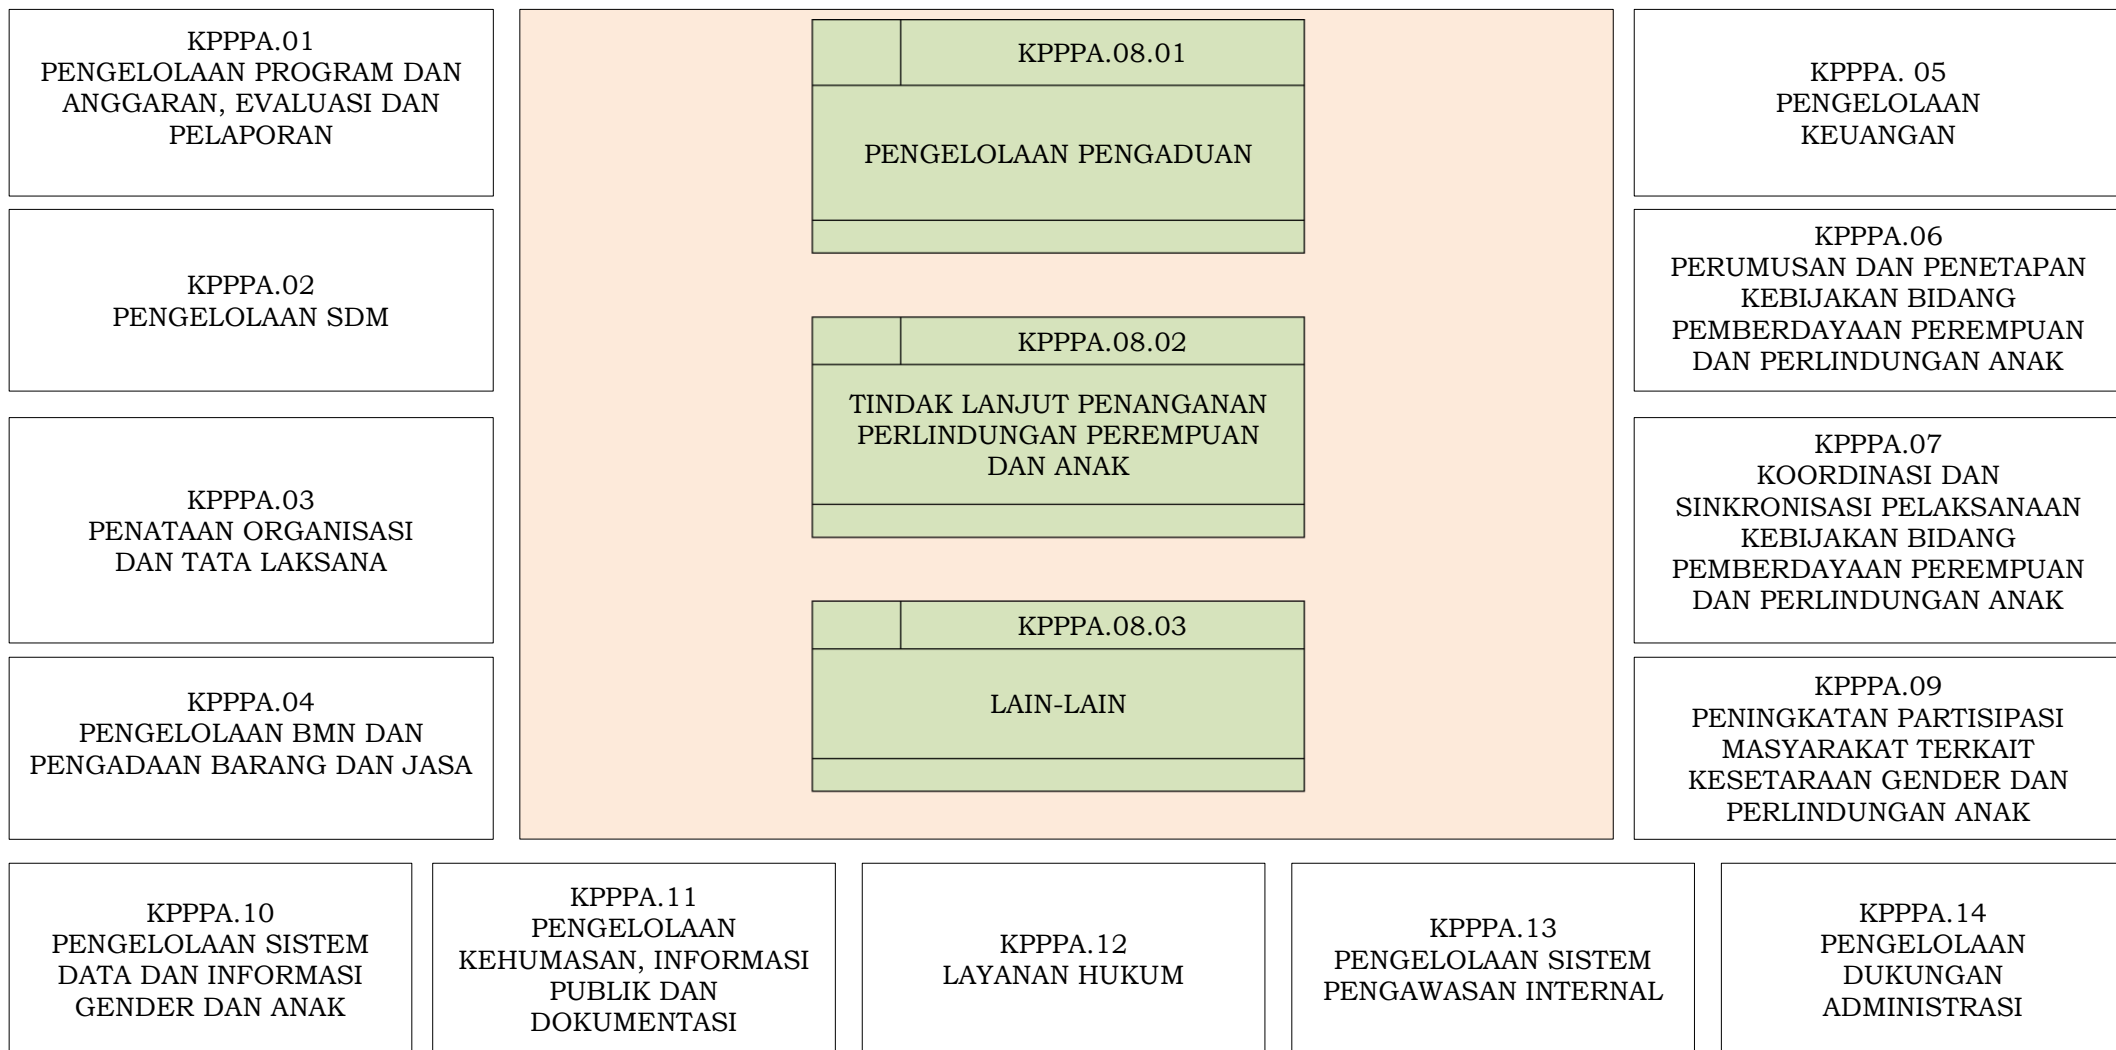 KPPPA.01
PENGELOLAAN PROGRAM DAN
ANGGARAN, EVALUASI DAN
PELAPORAN
KPPPA.02
PENGELOLAAN SDM
KPPPA.03
PENATAAN ORGANISASI
DAN TATA LAKSANA
KPPPA.04
PENGELOLAAN BMN DAN
PENGADAAN BARANG DAN JASA
KPPPA.08.01
PENGELOLAAN PENGADUAN
KPPPA.08.02
TINDAK LANJUT PENANGANAN
PERLINDUNGAN PEREMPUAN
DAN ANAK
KPPPA.08.03
LAIN-LAIN
KPPPA. 05
PENGELOLAAN
KEUANGAN
KPPPA.06
PERUMUSAN DAN PENETAPAN
KEBIJAKAN BIDANG
PEMBERDAYAAN PEREMPUAN
DAN PERLINDUNGAN ANAK
KPPPA.07
KOORDINASI DAN
SINKRONISASI PELAKSANAAN
KEBIJAKAN BIDANG
PEMBERDAYAAN PEREMPUAN
DAN PERLINDUNGAN ANAK
KPPPA.09
PENINGKATAN PARTISIPASI
MASYARAKAT TERKAIT
KESETARAAN GENDER DAN
PERLINDUNGAN ANAK
KPPPA.10
PENGELOLAAN SISTEM
DATA DAN INFORMASI
GENDER DAN ANAK
KPPPA.11
PENGELOLAAN
KEHUMASAN, INFORMASI
PUBLIK DAN
DOKUMENTASI
KPPPA.12
LAYANAN HUKUM
KPPPA.13
PENGELOLAAN SISTEM
PENGAWASAN INTERNAL
KPPPA.14
PENGELOLAAN
DUKUNGAN
ADMINISTRASI